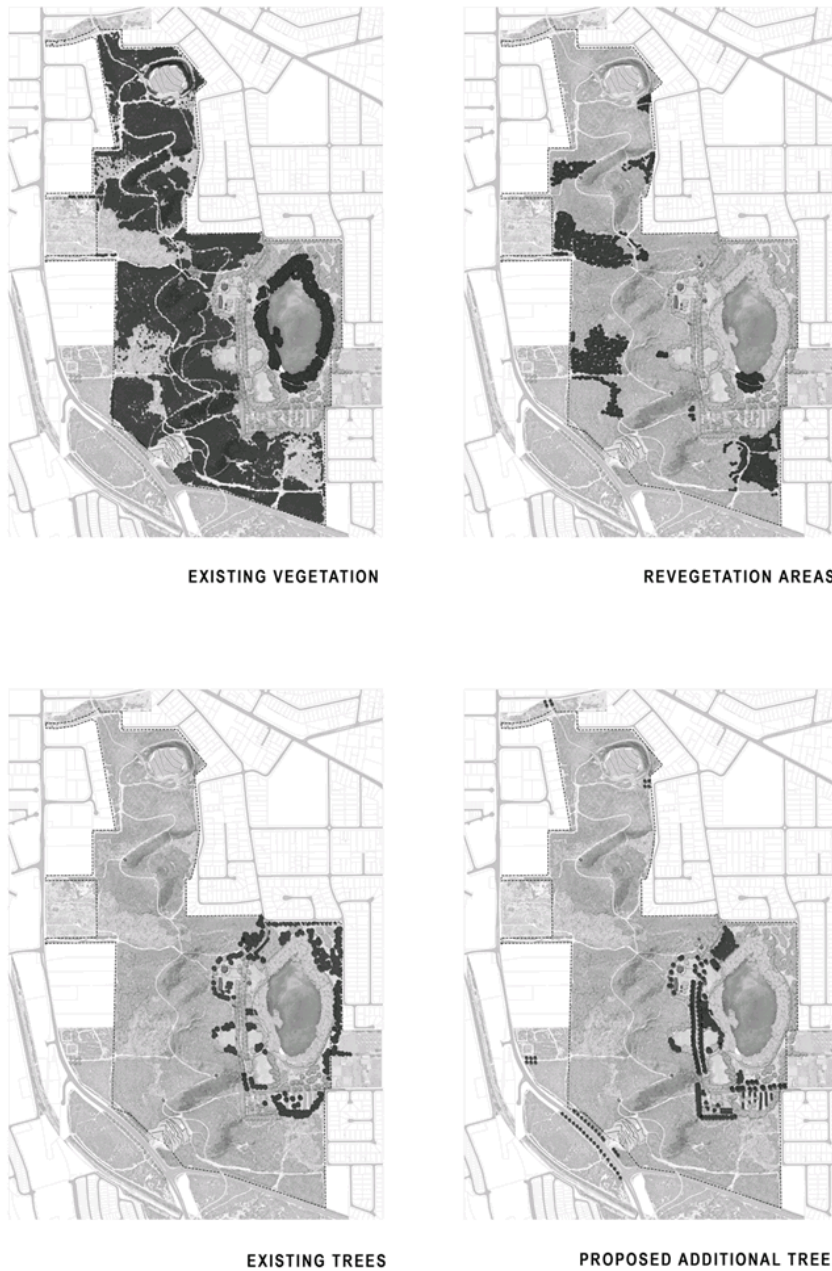 EXISTING VEGETATION
REVEGETATION AREAS
EXISTING TREES
PROPOSED ADDITIONAL TREE